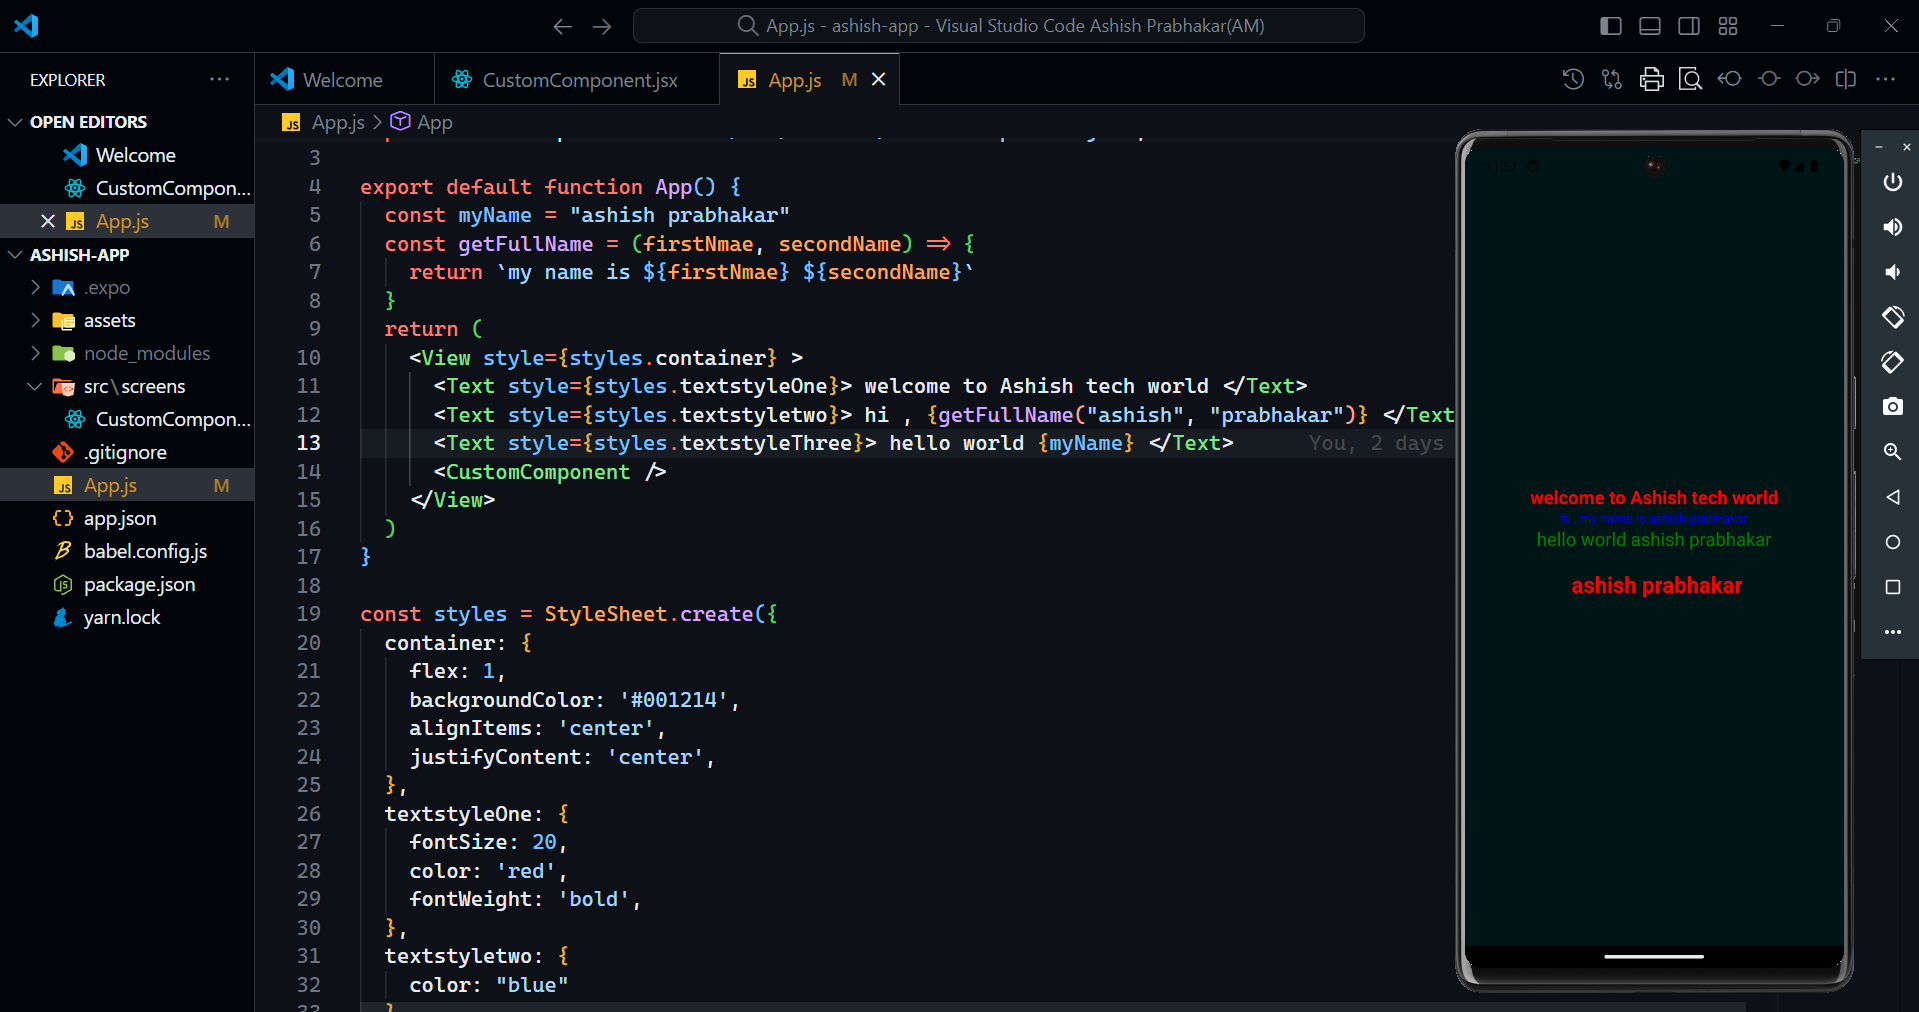 App.js - ashish-app - Visual Studio Code Ashish Prabhakar(AM)
EXPLORER
OPEN EDITORS
Welcome
CustomCompon...
App.js M
ASHISH-APP
.expo
assets
node_modules
src\screens
CustomCompon...
.gitignore
App.js M
app.json
babel.config.js
package.json
yarn.lock
Welcome
CustomComponent.jsx
App.js M
App.js > App
3
4 export default function App() {
5 const myName = "ashish prabhakar"
6 const getFullName = (firstNmae, secondName) => {
7 return `my name is ${firstNmae} ${secondName}`
8 }
9 return (
10 <View style={styles.container} >
11 <Text style={styles.textstyleOne}> welcome to Ashish tech world </Text>
12 <Text style={styles.textstyletwo}> hi , {getFullName("ashish", "prabhakar")} </Text
13 <Text style={styles.textstyleThree}> hello world {myName} </Text> You, 2 days
14 <CustomComponent />
15 </View>
16 )
17 }
18
19 const styles = StyleSheet.create({
20 container: {
21 flex: 1,
22 backgroundColor: '#001214',
23 alignItems: 'center',
24 justifyContent: 'center',
25 },
26 textstyleOne: {
27 fontSize: 20,
28 color: 'red',
29 fontWeight: 'bold',
30 },
31 textstyletwo: {
32 color: "blue"
33 }
11:57
welcome to Ashish tech world
hi , my name is ashish prabhakar
hello world ashish prabhakar
ashish prabhakar